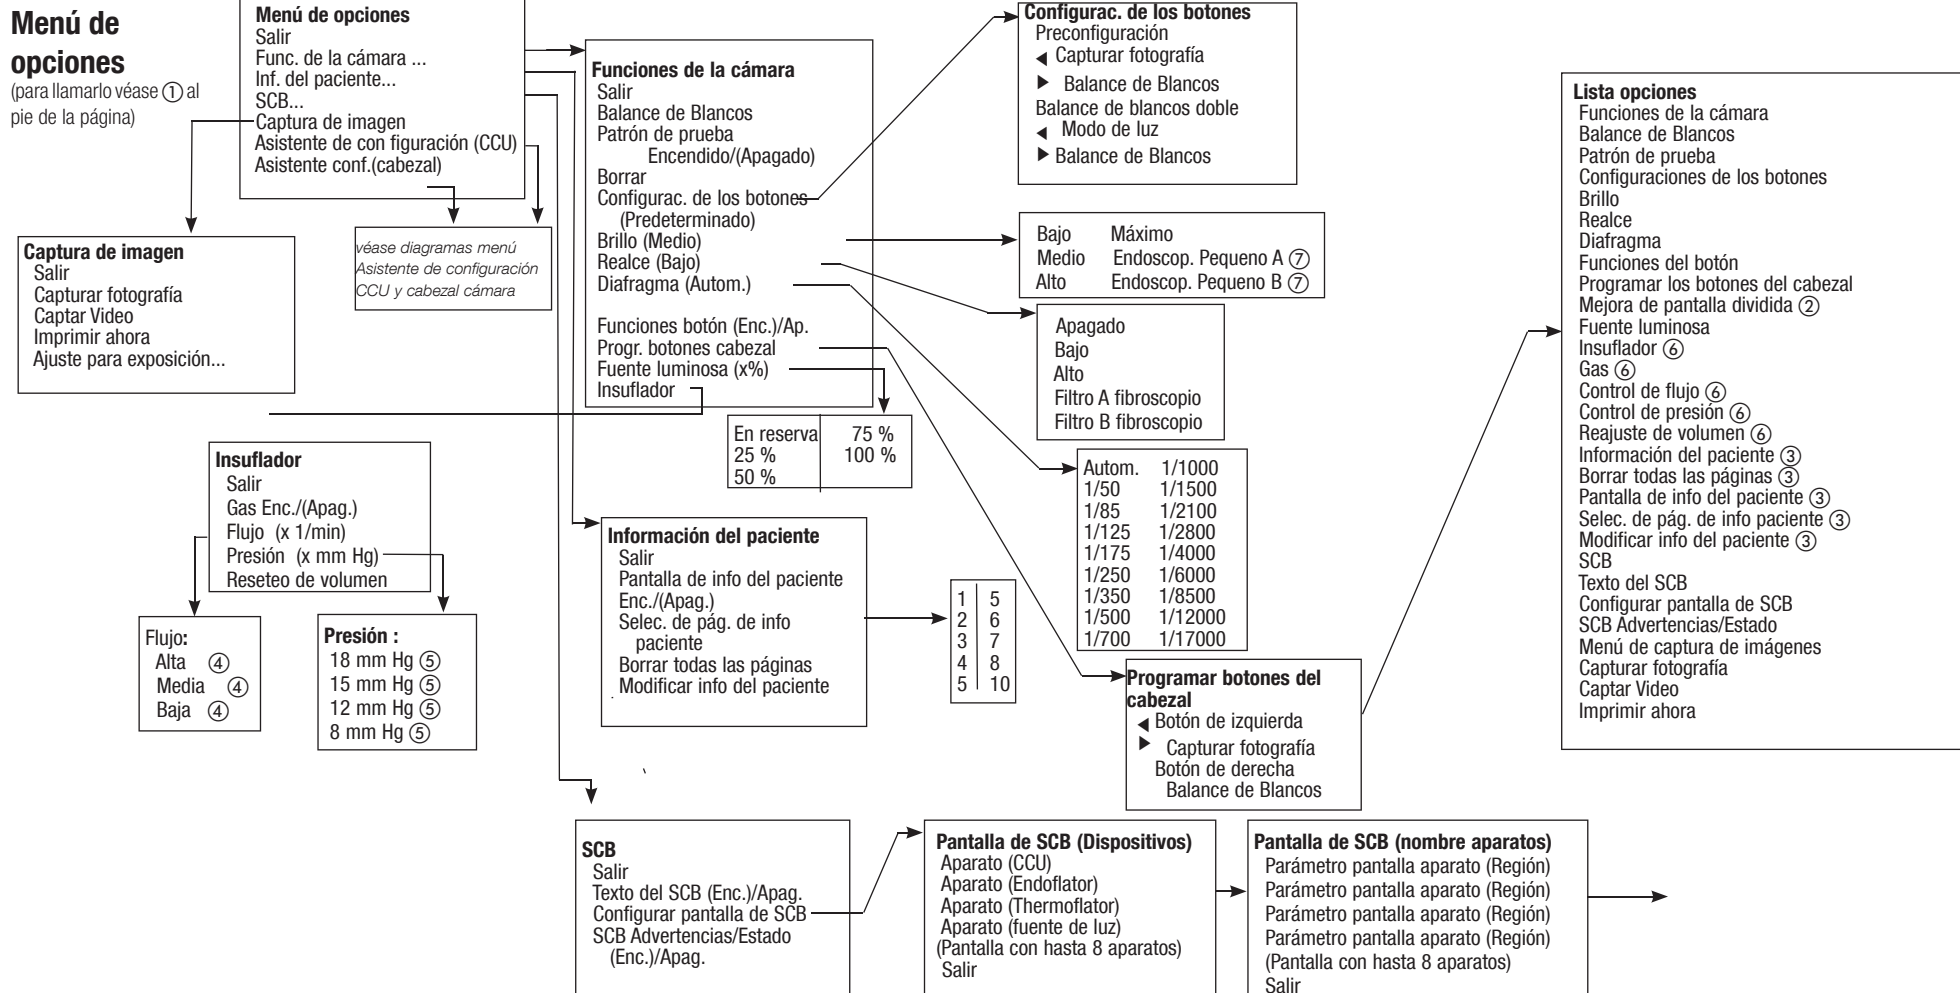 Menú de
opciones
(para llamarlo véase ① al
pie de la página)
Menú de opciones
Salir
Func. de la cámara ...
Inf. del paciente...
SCB...
Captura de imagen
Asistente de con figuración (CCU)
Asistente conf.(cabezal)
Captura de imagen
Salir
Capturar fotografía
Captar Video
Imprimir ahora
Ajuste para exposición...
véase diagramas menú
Asistente de configuración
CCU y cabezal cámara
Funciones de la cámara
Salir
Balance de Blancos
Patrón de prueba
Encendido/(Apagado)
Borrar
Configurac. de los botones
(Predeterminado)
Brillo (Medio)
Realce (Bajo)
Diafragma (Autom.)
Funciones botón (Enc.)/Ap.
Progr. botones cabezal
Fuente luminosa (x%)
Insuflador
Configurac. de los botones
Preconfiguración
◀ Capturar fotografía
▶ Balance de Blancos
Balance de blancos doble
◀ Modo de luz
▶ Balance de Blancos
Bajo Máximo
Medio Endoscop. Pequeno A ⑦
Alto Endoscop. Pequeno B ⑦
Apagado
Bajo
Alto
Filtro A fibroscopio
Filtro B fibroscopio
En reserva 75 %
25 % 100 %
50 %
Autom. 1/1000
1/50 1/1500
1/85 1/2100
1/125 1/2800
1/175 1/4000
1/250 1/6000
1/350 1/8500
1/500 1/12000
1/700 1/17000
Insuflador
Salir
Gas Enc./(Apag.)
Flujo (x 1/min)
Presión (x mm Hg)
Reseteo de volumen
Flujo:
Alta ④
Media ④
Baja ④
Presión :
18 mm Hg ⑤
15 mm Hg ⑤
12 mm Hg ⑤
8 mm Hg ⑤
Información del paciente
Salir
Pantalla de info del paciente
Enc./(Apag.)
Selec. de pág. de info
paciente
Borrar todas las páginas
Modificar info del paciente
1 5
2 6
3 7
4 8
5 10
Programar botones del
cabezal
◀ Botón de izquierda
▶ Capturar fotografía
Botón de derecha
Balance de Blancos
Lista opciones
Funciones de la cámara
Balance de Blancos
Patrón de prueba
Configuraciones de los botones
Brillo
Realce
Diafragma
Funciones del botón
Programar los botones del cabezal
Mejora de pantalla dividida ②
Fuente luminosa
Insuflador ⑥
Gas ⑥
Control de flujo ⑥
Control de presión ⑥
Reajuste de volumen ⑥
Información del paciente ③
Borrar todas las páginas ③
Pantalla de info del paciente ③
Selec. de pág. de info paciente ③
Modificar info del paciente ③
SCB
Texto del SCB
Configurar pantalla de SCB
SCB Advertencias/Estado
Menú de captura de imágenes
Capturar fotografía
Captar Video
Imprimir ahora
SCB
Salir
Texto del SCB (Enc.)/Apag.
Configurar pantalla de SCB
SCB Advertencias/Estado
(Enc.)/Apag.
Pantalla de SCB (Dispositivos)
Aparato (CCU)
Aparato (Endoflator)
Aparato (Thermoflator)
Aparato (fuente de luz)
(Pantalla con hasta 8 aparatos)
Salir
Pantalla de SCB (nombre aparatos)
Parámetro pantalla aparato (Región)
Parámetro pantalla aparato (Región)
Parámetro pantalla aparato (Región)
Parámetro pantalla aparato (Región)
(Pantalla con hasta 8 aparatos)
Salir